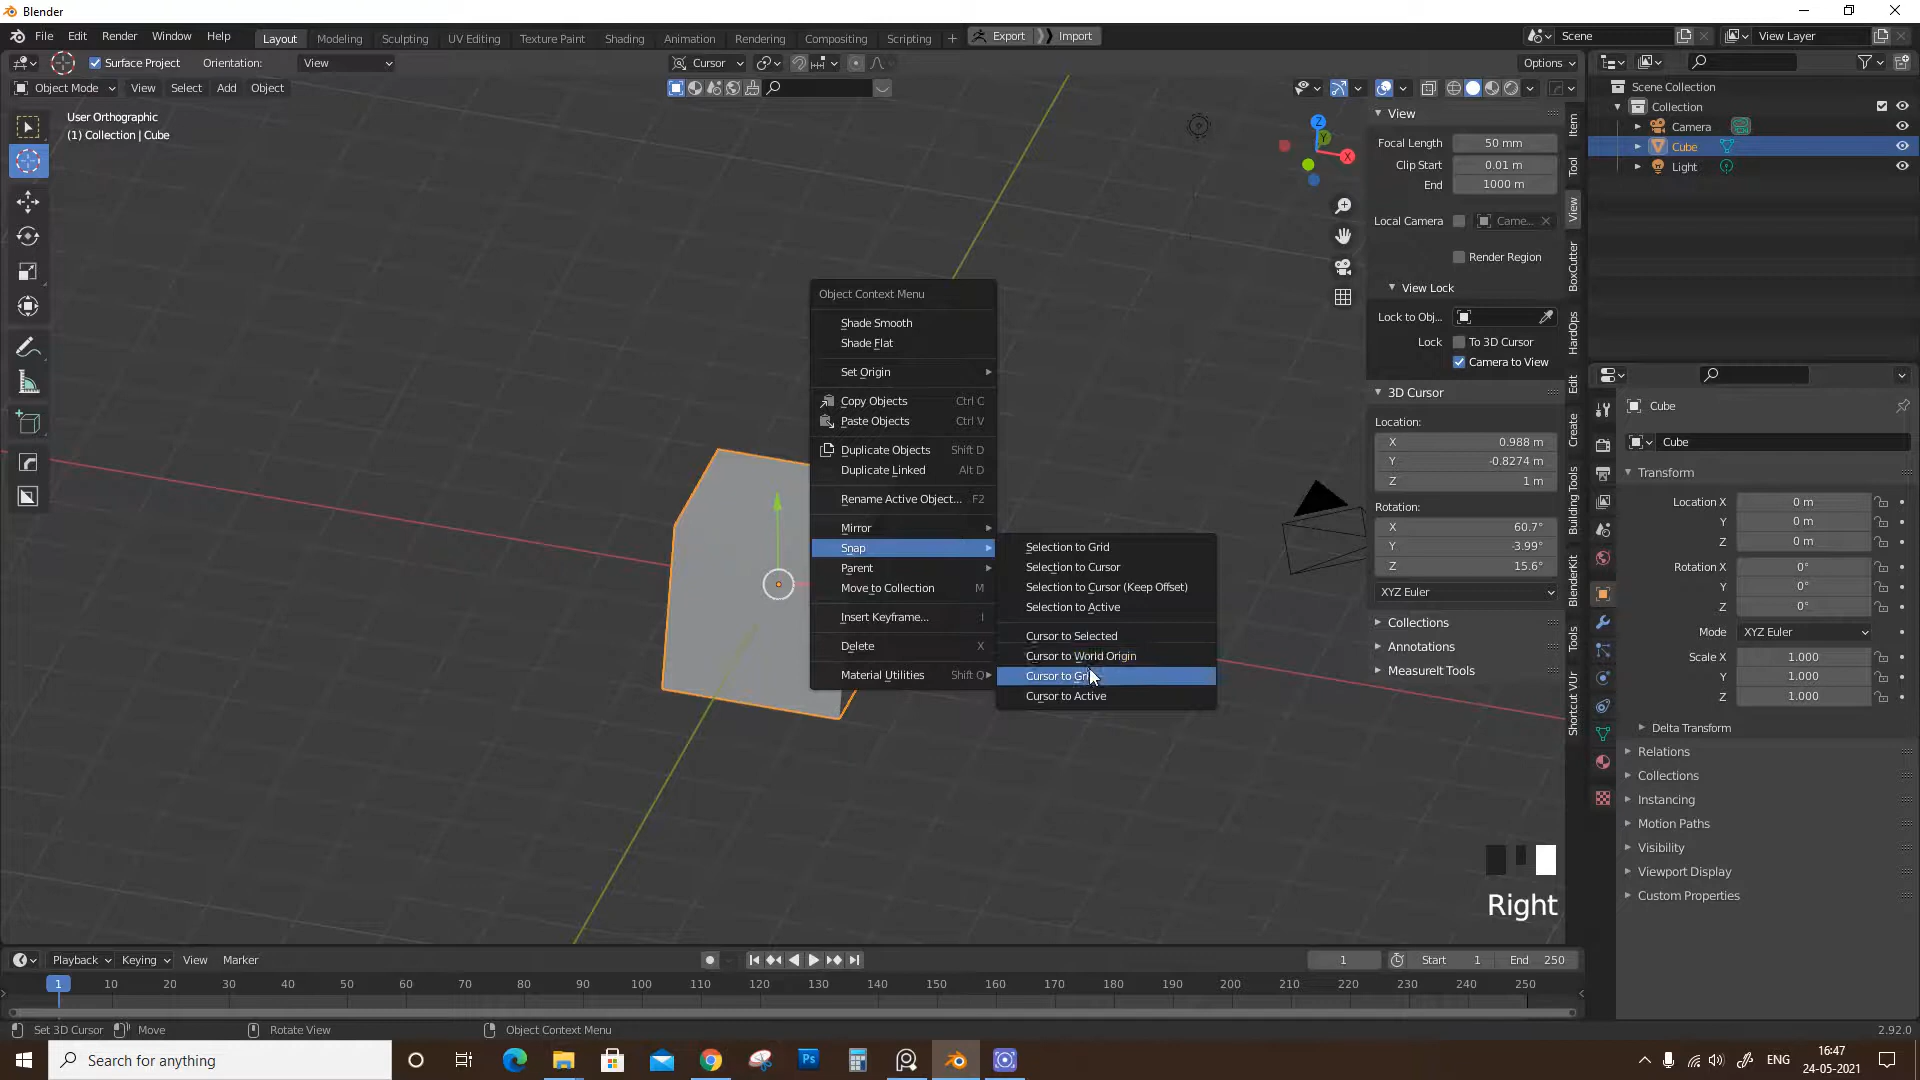 Blender
File Edit Render Window Help
Layout Modeling Sculpting UV Editing Texture Paint Shading Animation Rendering Compositing Scripting + Export Import
Scene View Layer
Surface Project Orientation: View Cursor Options
Object Mode View Select Add Object
User Orthographic
(1) Collection | Cube
Z
Y
X
View
Focal Length 50 mm
Clip Start 0.01 m
End 1000 m
Local Camera Came...
Render Region
View Lock
Lock to Obj...
Lock To 3D Cursor
Camera to View
3D Cursor
Location:
X 0.988 m
Y -0.8274 m
Z 1 m
Rotation:
X 60.7°
Y -3.99°
Z 15.6°
XYZ Euler
Collections
Annotations
MeasureIt Tools
Item
Tool
View
BoxCutter
HardOps
Edit
Create
Building Tools
BlenderKit
Tools
Shortcut VUr
Scene Collection
Collection
Camera
Cube
Light
Cube
Cube
Transform
Location X 0 m
Y 0 m
Z 0 m
Rotation X 0°
Y 0°
Z 0°
Mode XYZ Euler
Scale X 1.000
Y 1.000
Z 1.000
Delta Transform
Relations
Collections
Instancing
Motion Paths
Visibility
Viewport Display
Custom Properties
Object Context Menu
Shade Smooth
Shade Flat
Set Origin
Copy Objects Ctrl C
Paste Objects Ctrl V
Duplicate Objects Shift D
Duplicate Linked Alt D
Rename Active Object... F2
Mirror
Snap
Parent
Move to Collection M
Insert Keyframe... I
Delete X
Material Utilities Shift Q
Selection to Grid
Selection to Cursor
Selection to Cursor (Keep Offset)
Selection to Active
Cursor to Selected
Cursor to World Origin
Cursor to Gri
Cursor to Active
Right
Playback Keying View Marker 1 Start 1 End 250
1 10 20 30 40 50 60 70 80 90 100 110 120 130 140 150 160 170 180 190 200 210 220 230 240 250
Set 3D Cursor Move Rotate View Object Context Menu 2.92.0
Search for anything Ps ENG
16:47
24-05-2021